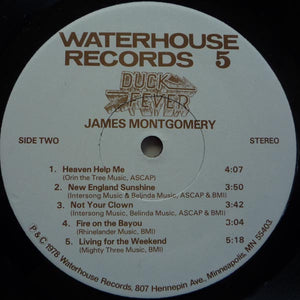 WATERHOUSE
RECORDS 5
DUCK
FEVER
JAMES MONTGOMERY
SIDE TWO
STEREO
1. Heaven Help Me 4:07
(Orin the Tree Music, ASCAP)
2. New England Sunshine 3:50
(Intersong Music & Belinda Music, ASCAP & BMI)
3. Not Your Clown 3:42
(Intersong Music, Belinda Music, ASCAP & BMI)
4. Fire on the Bayou 5:04
(Rhinelander Music, BMI)
5. Living for the Weekend 5:18
(Mighty Three Music, BMI)
P & C 1978 Waterhouse Records, 807 Hennepin Ave. Minneapolis, MN 55403